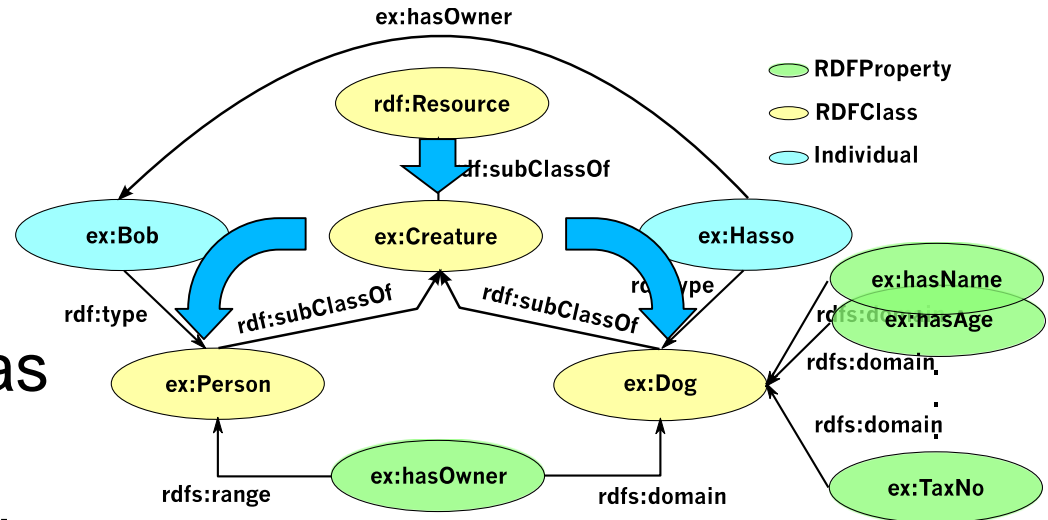 ex:hasOwner
RDFProperty
rdf:Resource
RDFClass
df:subClassOf
Individual
ex:Bob
ex:Creature
ex:Hasso
ex:hasName
rdf:type
rdf:subClassOf
rdf:subClassOf
rdfs:domain
ex:hasAge
rdfs:domain
as
ex:Person
ex:Dog
rdfs:domain
ex:hasOwner
rdfs:range
rdfs:domain
ex:TaxNo